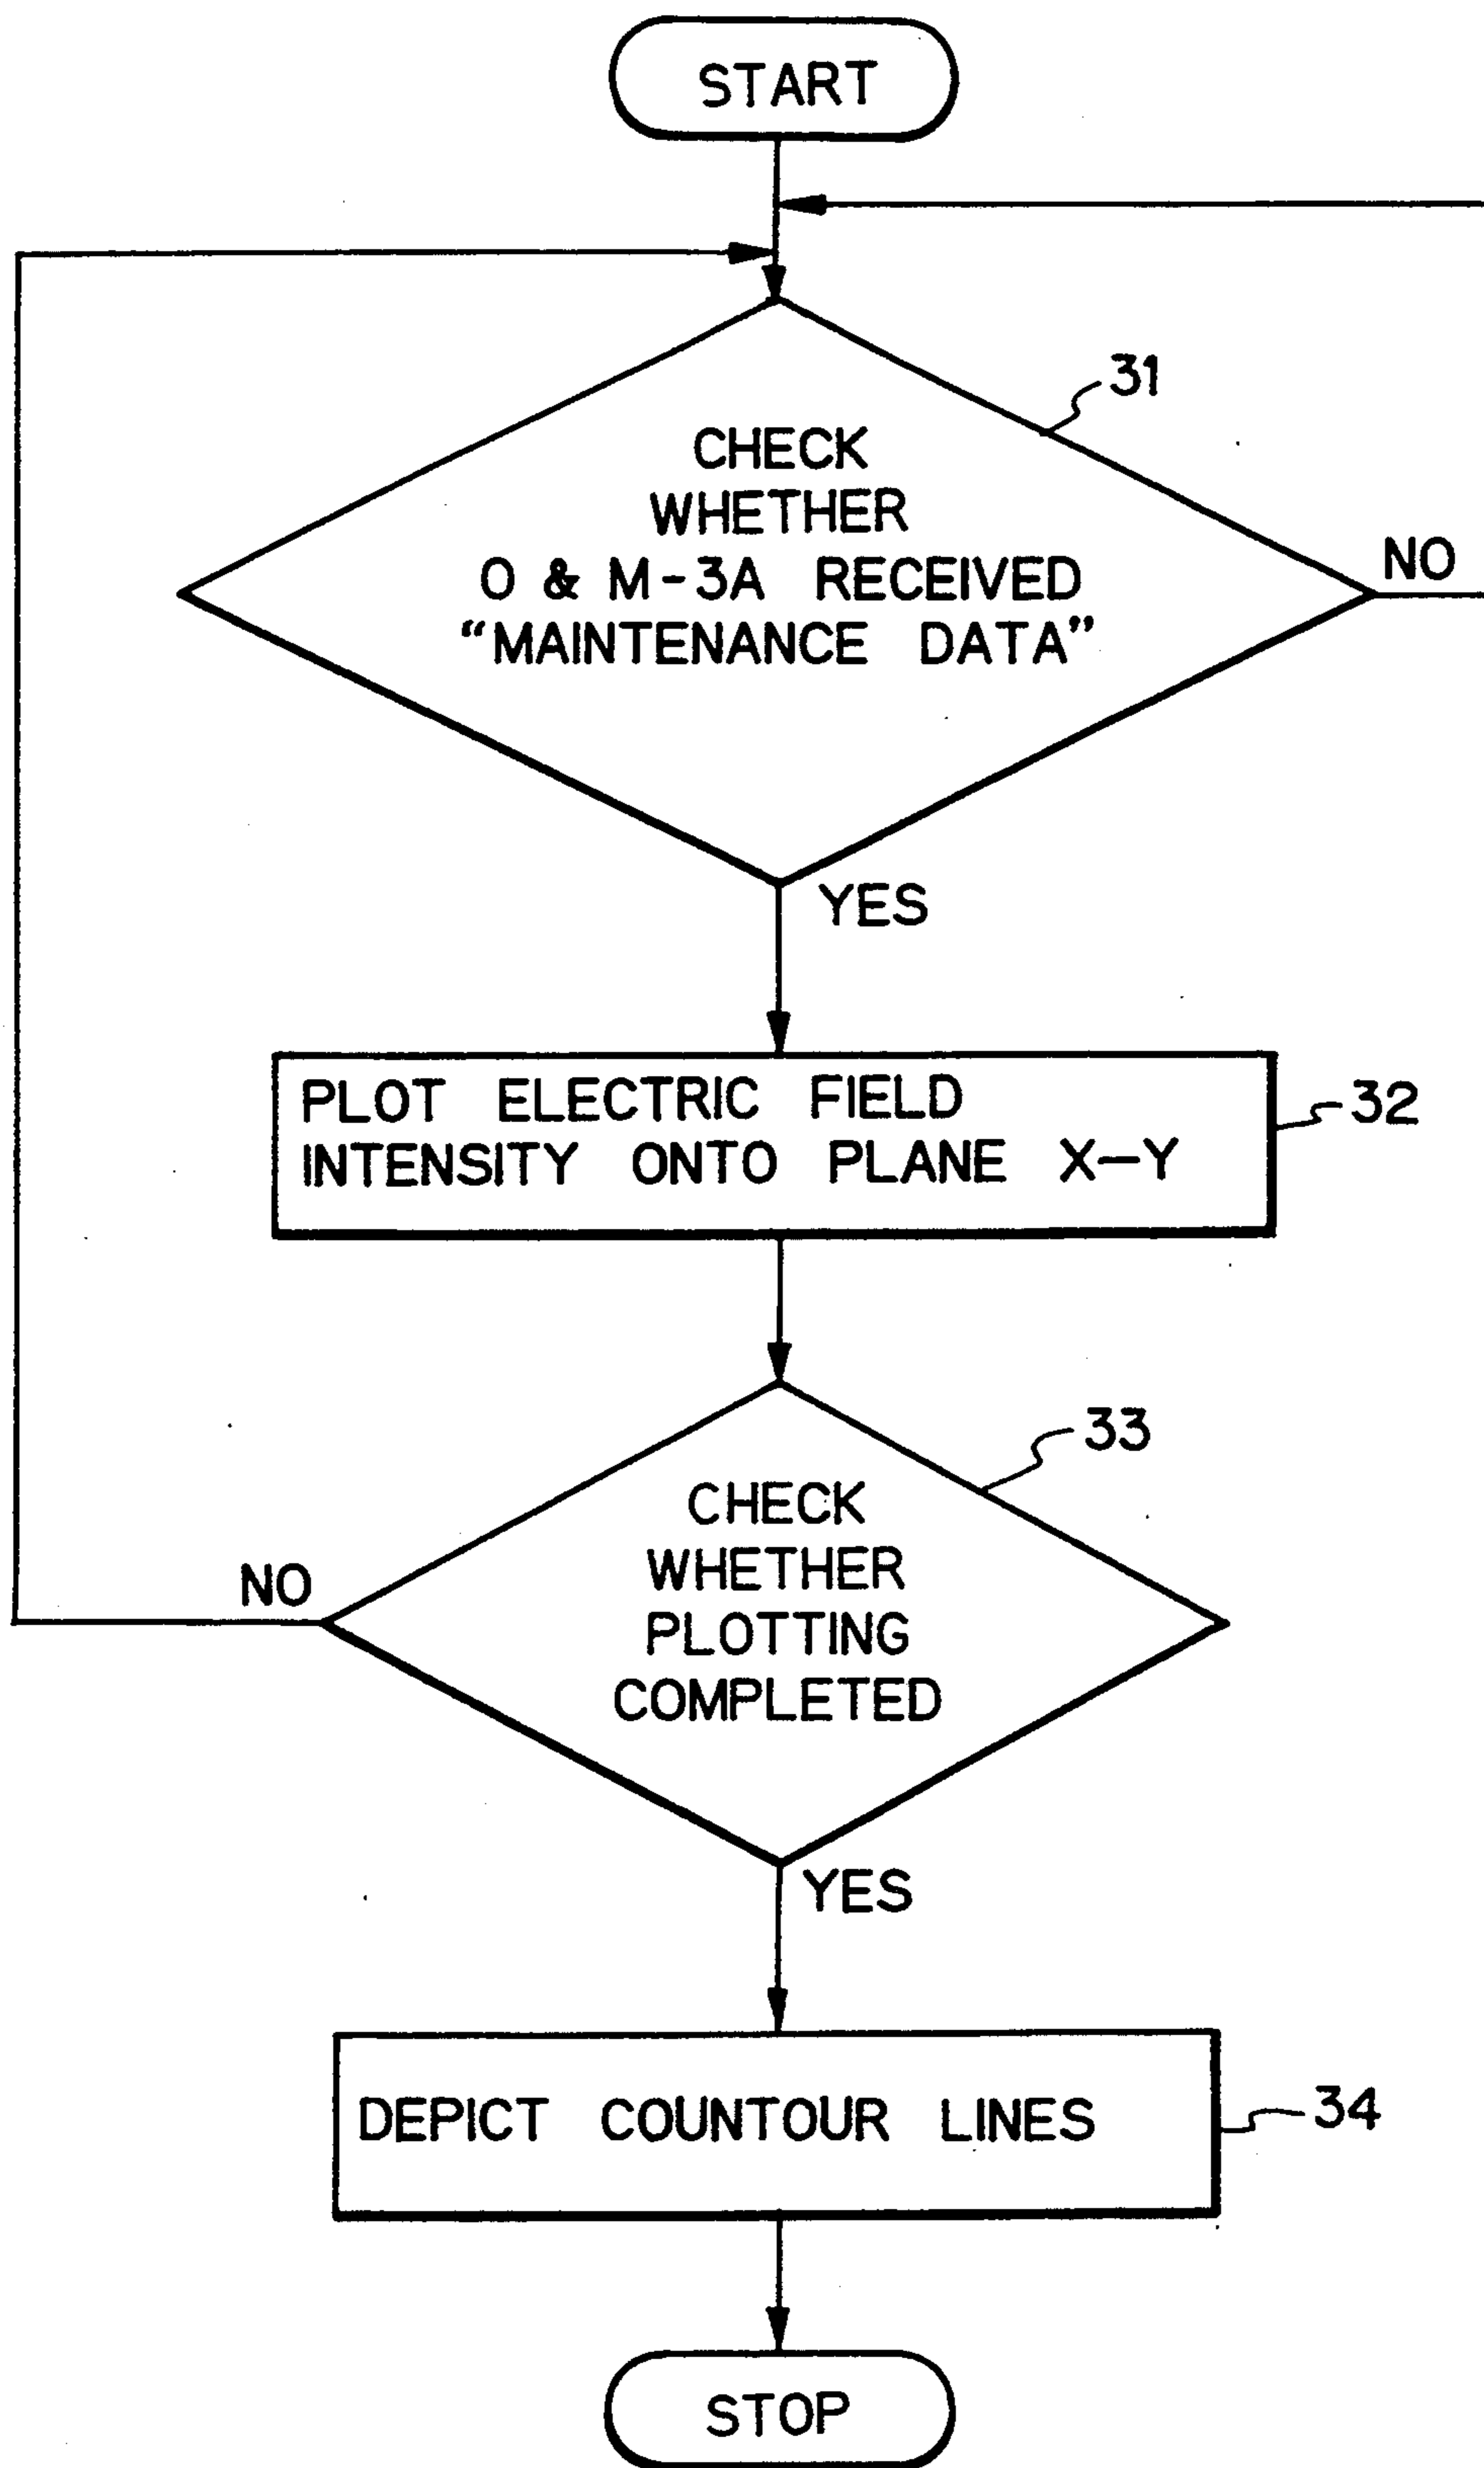 START
31
CHECK
WHETHER
O & M-3A RECEIVED
“MAINTENANCE DATA”
NO
YES
PLOT ELECTRIC FIELD
INTENSITY ONTO PLANE X-Y
32
33
CHECK
WHETHER
PLOTTING
COMPLETED
NO
YES
DEPICT COUNTOUR LINES
34
STOP